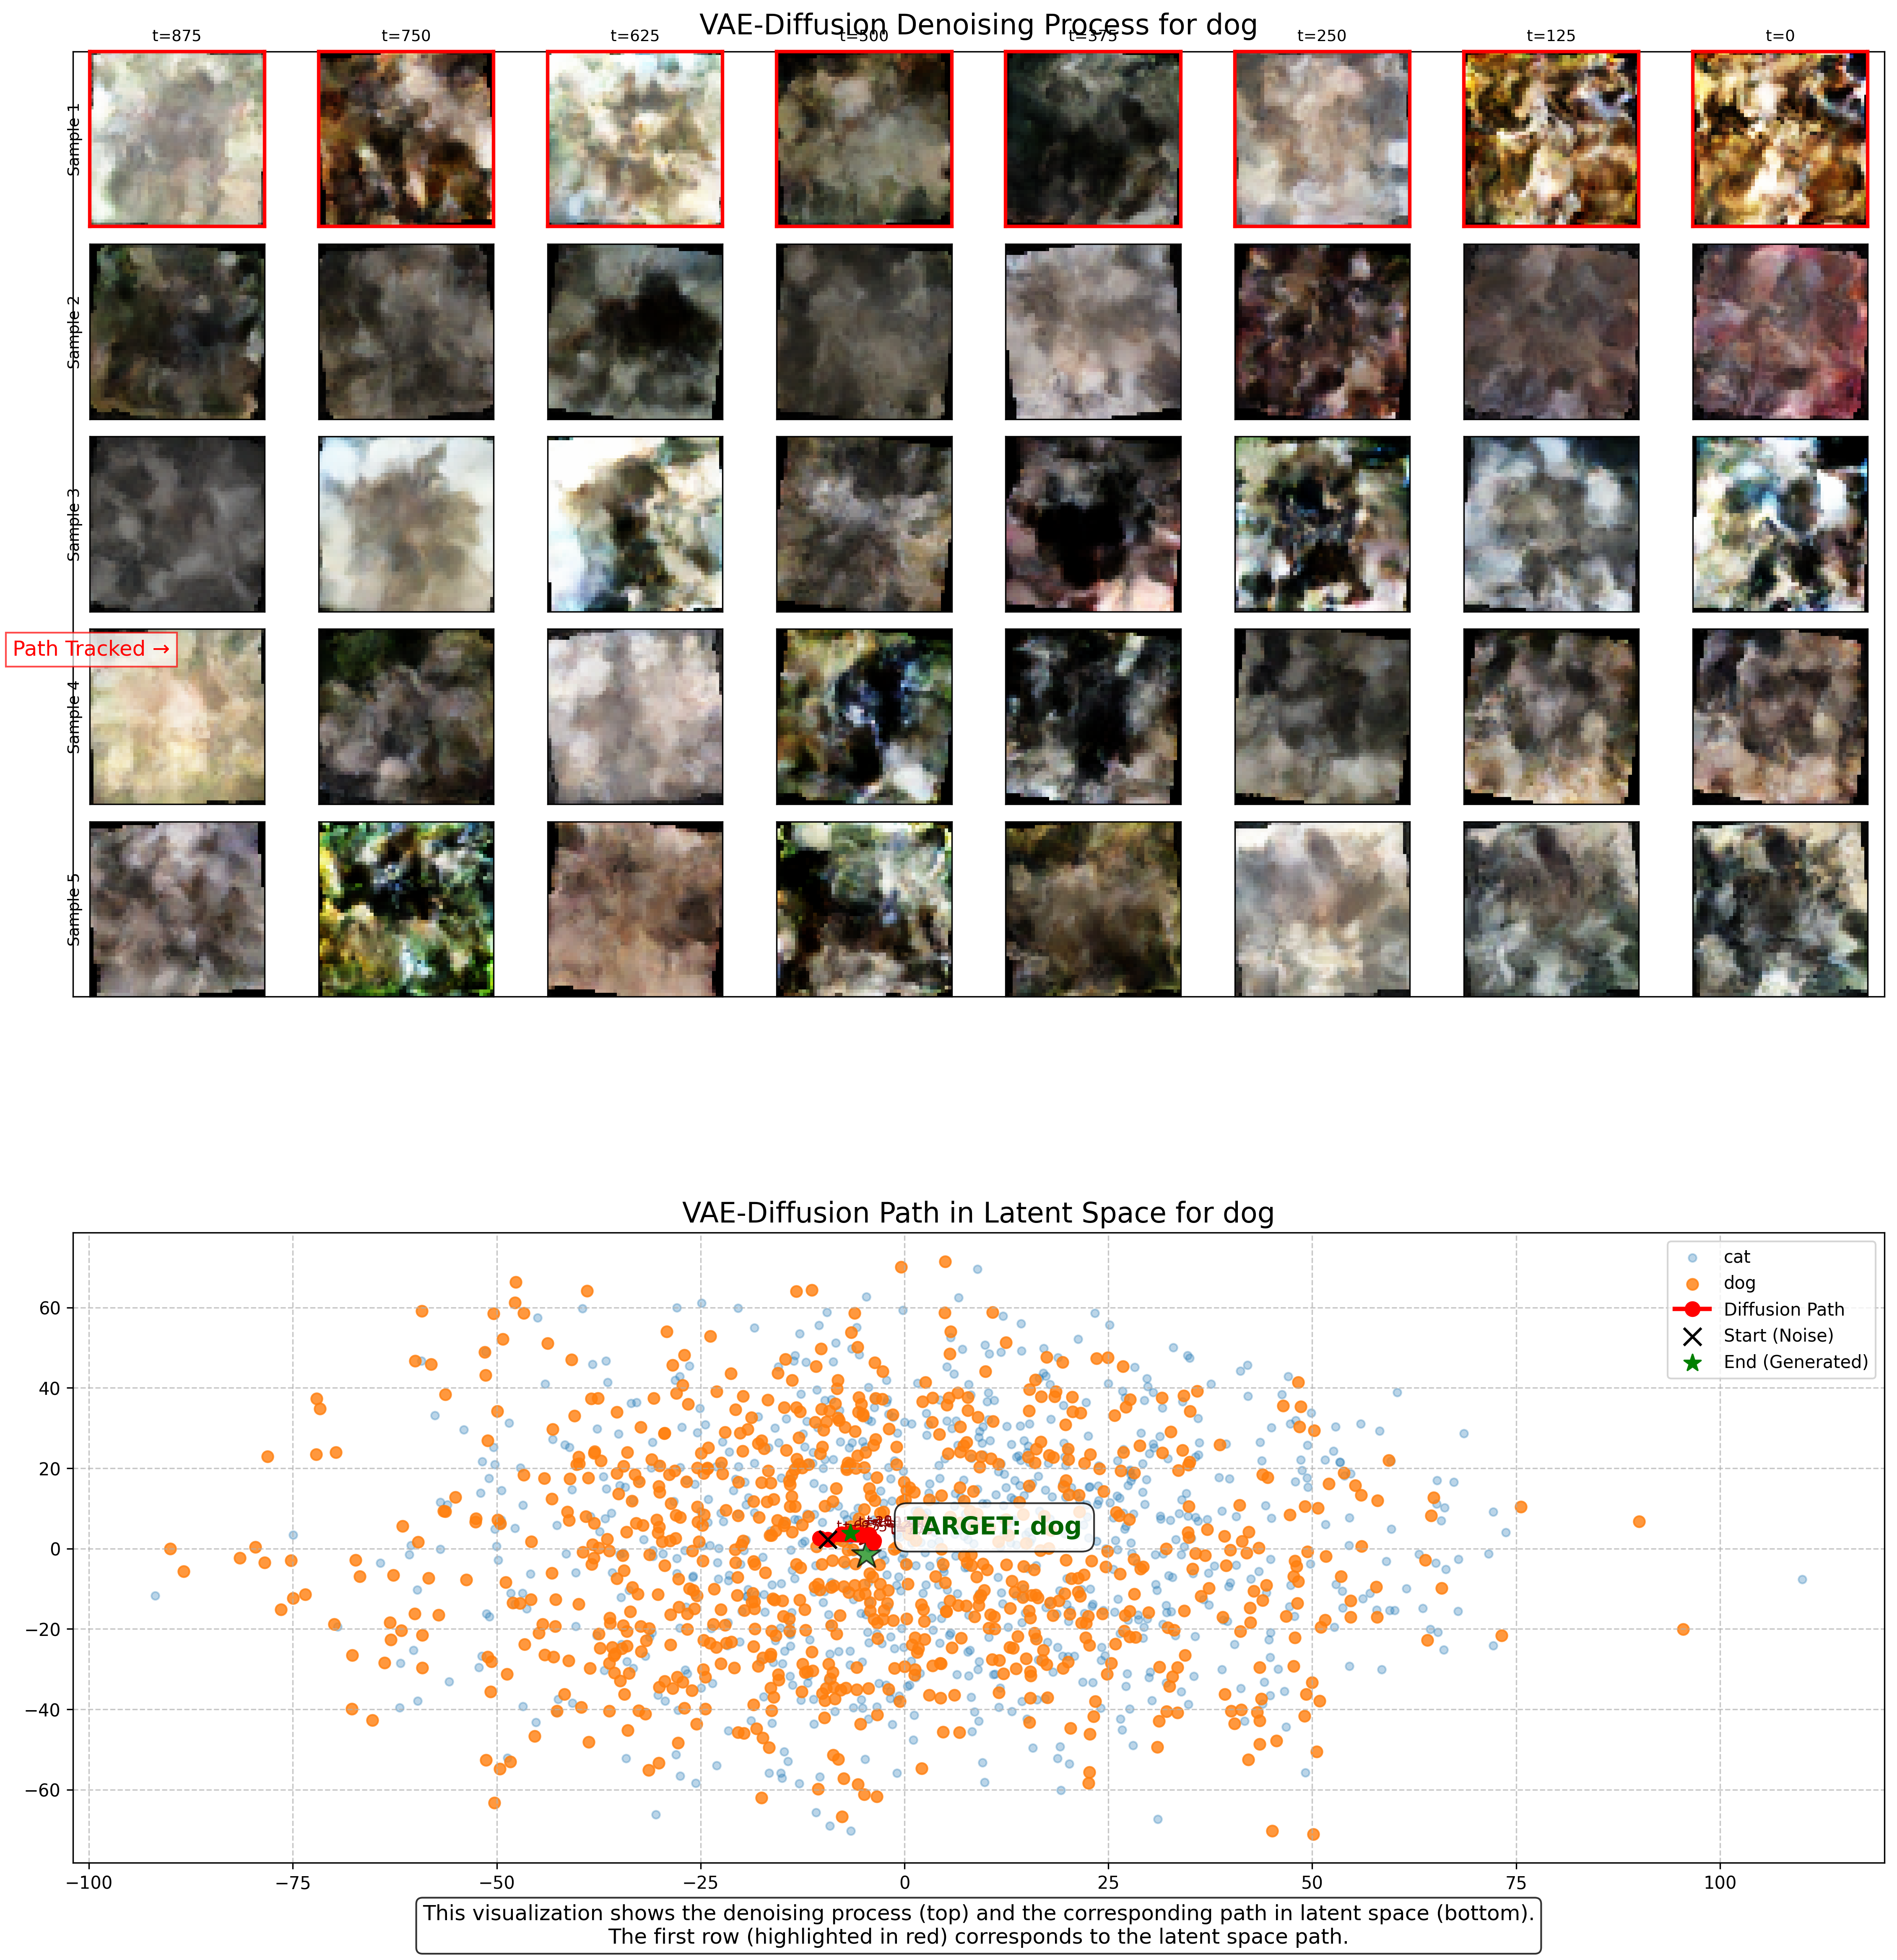 VAE-Diffusion Denoising Process for dog
t=875 t=750 t=625 t=500 t=375 t=250 t=125 t=0
Sample 1
Sample 2
Sample 3
Path Tracked →
Sample 4
Sample 5
VAE-Diffusion Path in Latent Space for dog
cat
dog
Diffusion Path
Start (Noise)
End (Generated)
TARGET: dog
60
40
20
0
−20
−40
−60
−100 −75 −50 −25 0 25 50 75 100
This visualization shows the denoising process (top) and the corresponding path in latent space (bottom).
The first row (highlighted in red) corresponds to the latent space path.